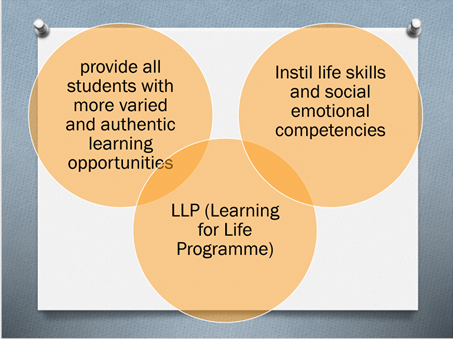 provide all
students with
more varied
and authentic
learning
opportunities
Instil life skills
and social
emotional
competencies
LLP (Learning
for Life
Programme)